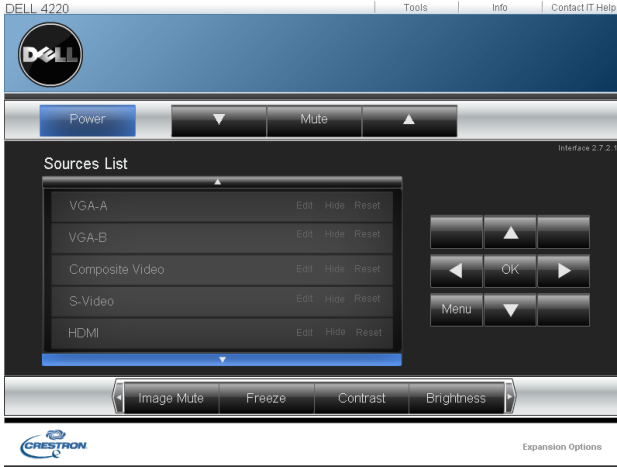 DELL 4220 Tools Info Contact IT Help
DELL
Power Mute
Interface 2.7.2.1
Sources List
VGA-A Edit Hide Reset
VGA-B Edit Hide Reset
Composite Video Edit Hide Reset
S-Video Edit Hide Reset
HDMI Edit Hide Reset
OK
Menu
Image Mute Freeze Contrast Brightness
CRESTRON Expansion Options